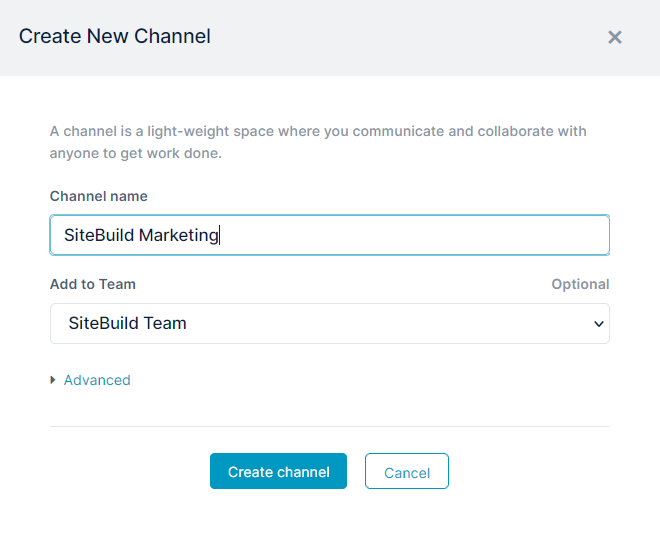 Create New Channel
A channel is a light-weight space where you communicate and collaborate with
anyone to get work done.
Channel name
SiteBuild Marketing
Add to Team Optional
SiteBuild Team
Advanced
Create channel Cancel